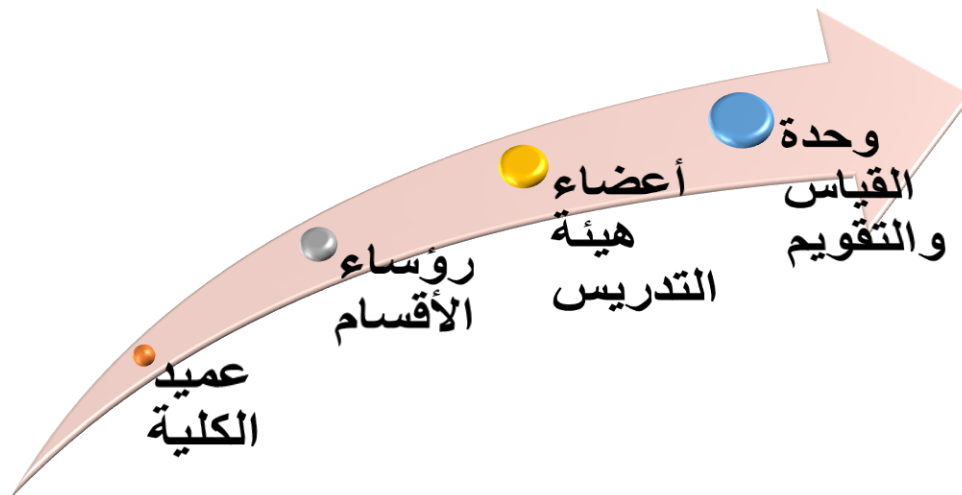 عميد
الكلية
رؤساء
الأقسام
أعضاء
هيئة
التدريس
وحدة
القياس
والتقويم